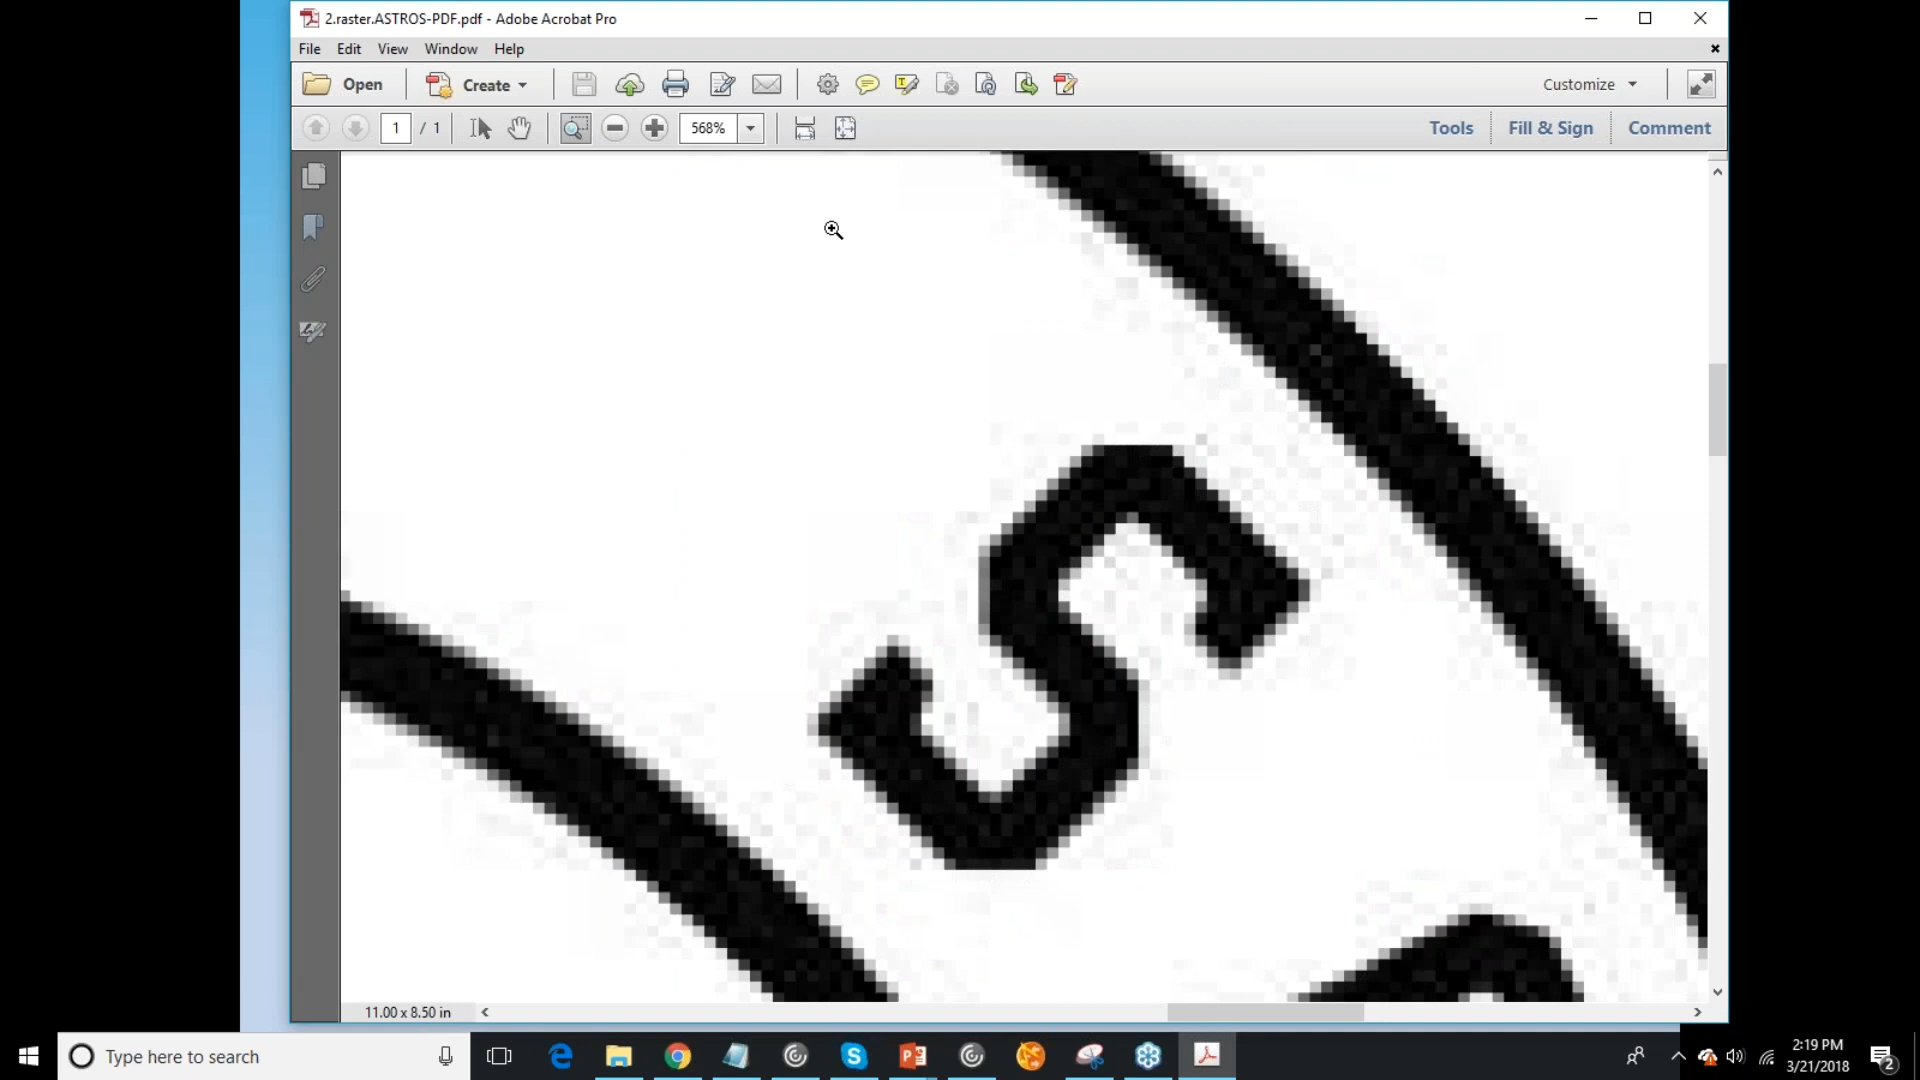 2.raster.ASTROS-PDF.pdf - Adobe Acrobat Pro
File Edit View Window Help
Open Create Customize
1 / 1 568% Tools Fill & Sign Comment
S
11.00 x 8.50 in
Type here to search
2:19 PM
3/21/2018
2